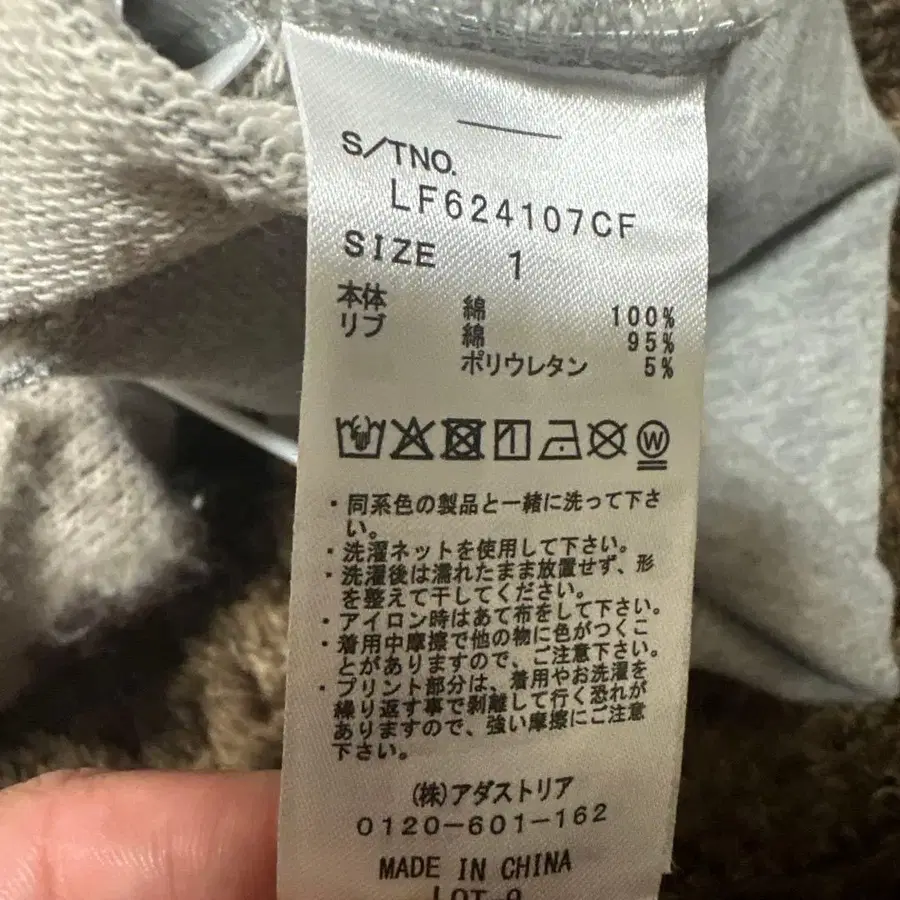 S/TNO.
LF624107CF
SIZE 1
本体 綿 100%
リブ 綿 95%
ポリウレタン 5%
W
・同系色の製品と一緒に洗って下さ
い。
・洗濯ネットを使用して下さい。
・洗濯後は濡れたまま放置せず、形
を整えて干してください。
・アイロン時はあて布をして下さい。
・着用中摩擦で他の物に色がつくこ
とがありますので、ご注意下さい。
・プリント部分は、着用やお洗濯を
繰り返す事で剥離して行く恐れが
ありますので、強い摩擦にご注意
下さい。
(株)アダストリア
0120-601-162
MADE IN CHINA